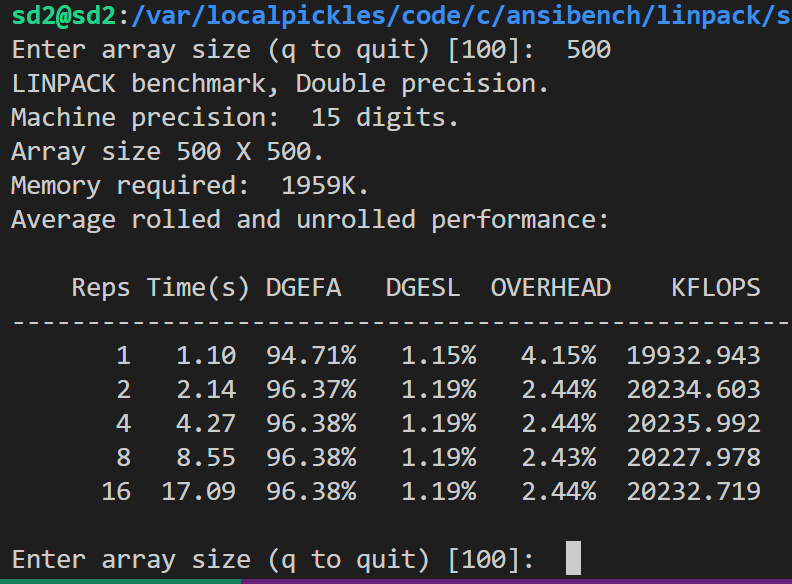 sd2@sd2:/var/localpickles/code/c/ansibench/linpack/s
Enter array size (q to quit) [100]:  500
LINPACK benchmark, Double precision.
Machine precision:  15 digits.
Array size 500 X 500.
Memory required:  1959K.
Average rolled and unrolled performance:

    Reps Time(s) DGEFA   DGESL  OVERHEAD    KFLOPS
----------------------------------------------------
       1   1.10  94.71%   1.15%   4.15%  19932.943
       2   2.14  96.37%   1.19%   2.44%  20234.603
       4   4.27  96.38%   1.19%   2.44%  20235.992
       8   8.55  96.38%   1.19%   2.43%  20227.978
      16  17.09  96.38%   1.19%   2.44%  20232.719

Enter array size (q to quit) [100]: